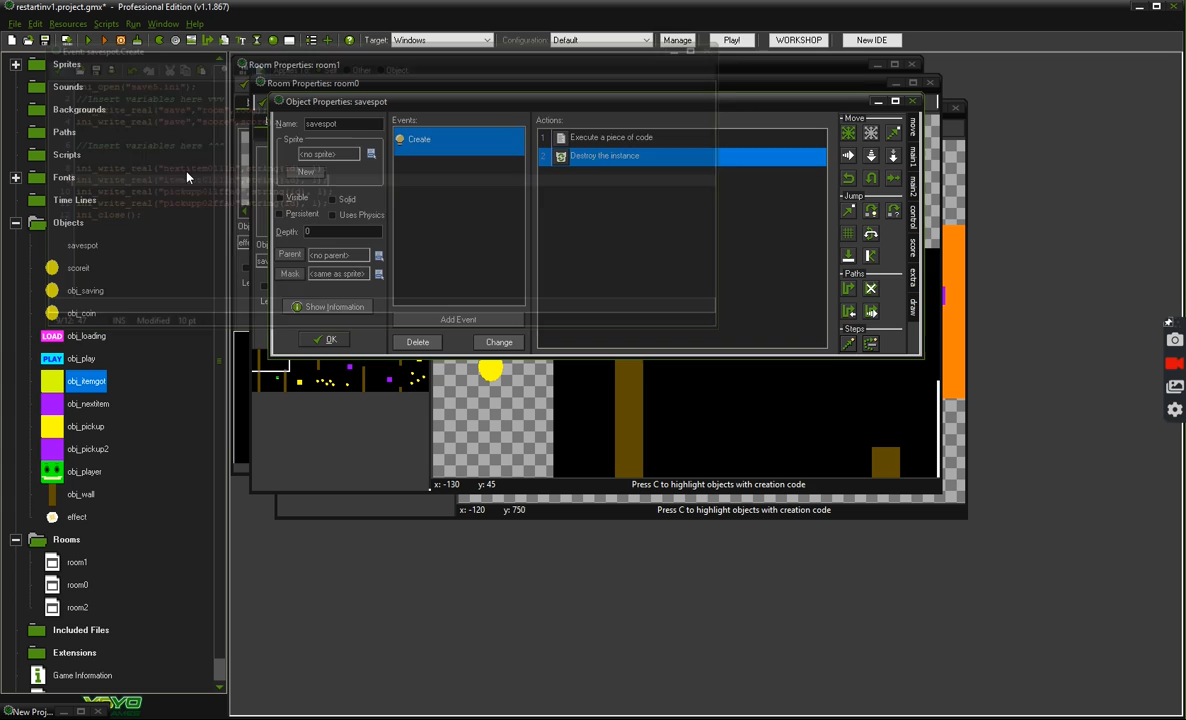 restartinv1.project.gmx* - Professional Edition (v1.1.867)
File Edit Resources Scripts Run Window Help
Target: Windows Configuration: Default Manage Play! WORKSHOP New IDE
Sprites
Sounds
Backgrounds
Paths
Scripts
Fonts
Time Lines
Objects
savespot
scoreit
obj_saving
obj_coin
LOAD obj_loading
PLAY obj_play
obj_itemgot
obj_nextitem
obj_pickup
obj_pickup2
obj_player
obj_wall
effect
Rooms
room1
room0
room2
Included Files
Extensions
Game Information
YOYO
New Proj...
Room Properties: room1
Room Properties: room0
Object Properties: savespot
Name: savespot
Sprite
<no sprite>
New
Visible Solid
Persistent Uses Physics
Depth: 0
Parent <no parent>
Mask <same as sprite>
Show Information
OK
Events:
Create
Add Event
Delete Change
Actions:
1 Execute a piece of code
2 Destroy the instance
Move
Jump
Paths
Steps
move
main1
main2
control
score
extra
draw
ini_close();
INS Modified 10 pt
x: -130 y: 45 Press C to highlight objects with creation code
x: -120 y: 750 Press C to highlight objects with creation code